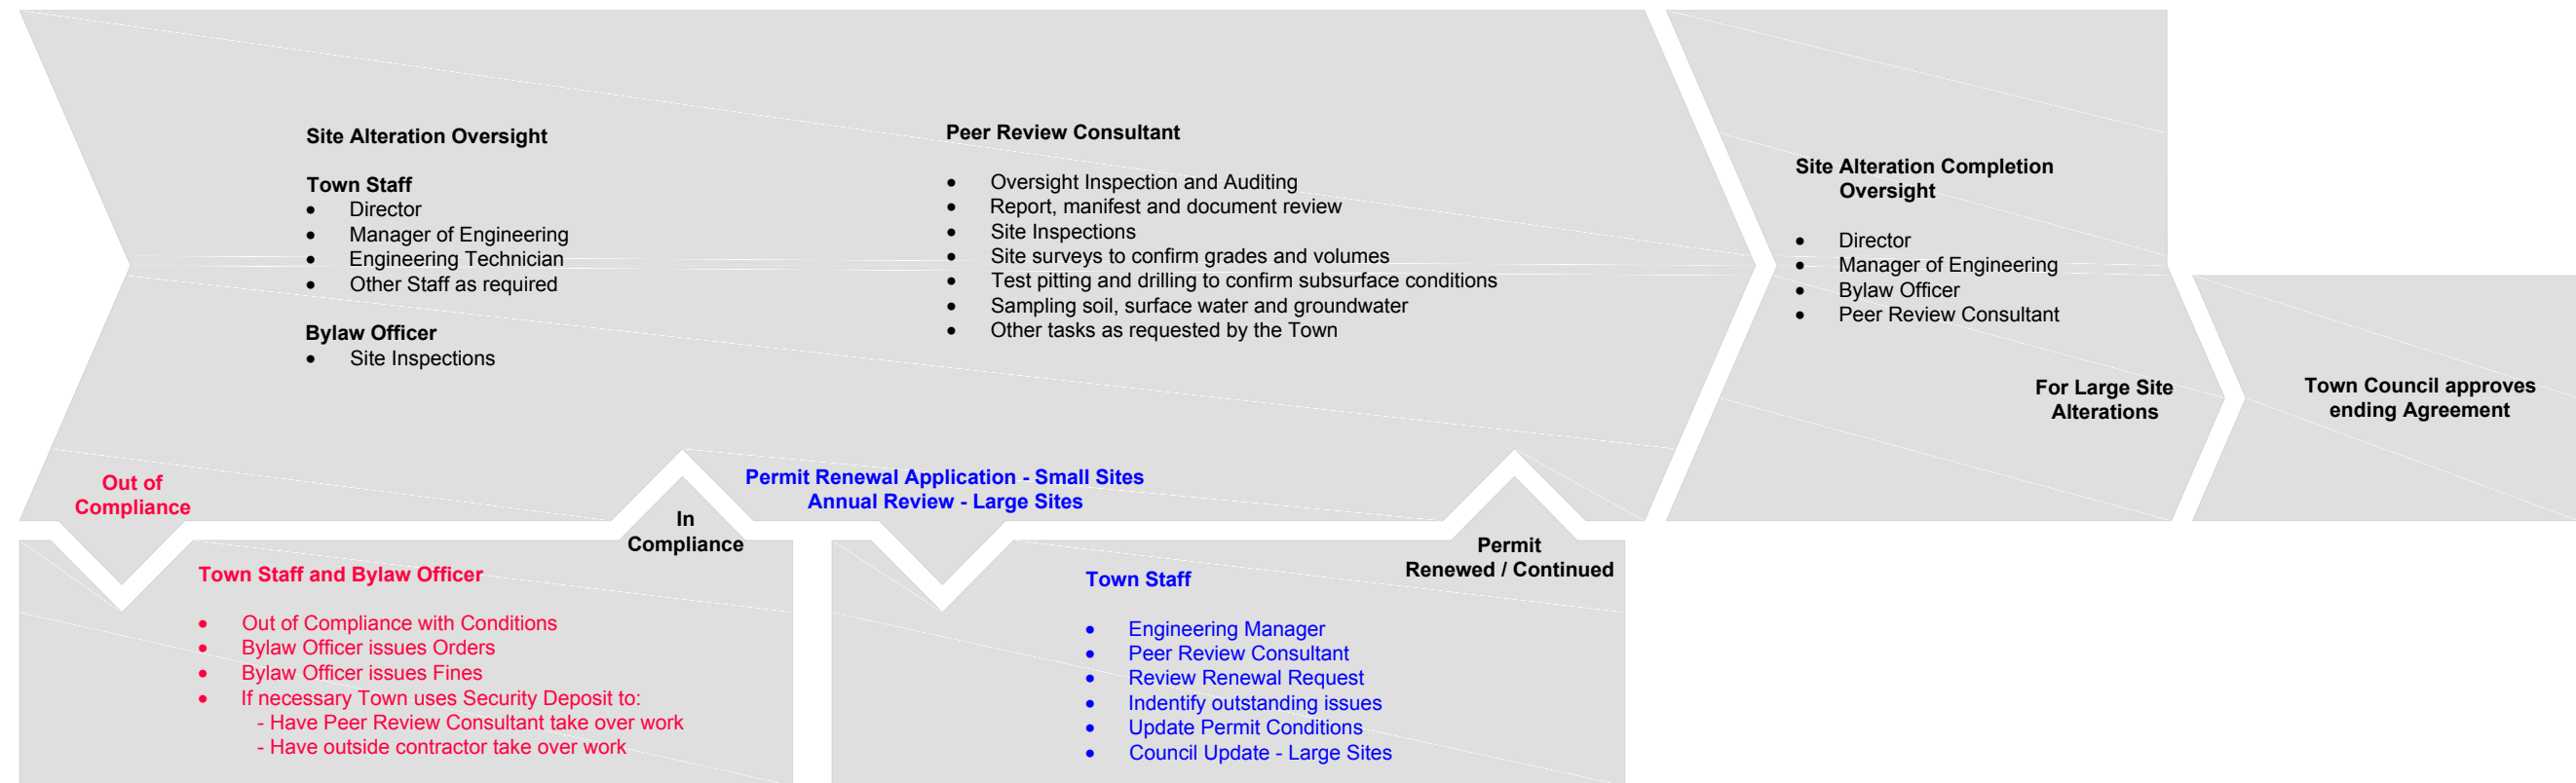 Site Alteration Oversight
Town Staff
• Director
• Manager of Engineering
• Engineering Technician
• Other Staff as required
Bylaw Officer
• Site Inspections
Peer Review Consultant
• Oversight Inspection and Auditing
• Report, manifest and document review
• Site Inspections
• Site surveys to confirm grades and volumes
• Test pitting and drilling to confirm subsurface conditions
• Sampling soil, surface water and groundwater
• Other tasks as requested by the Town
Site Alteration Completion
Oversight
• Director
• Manager of Engineering
• Bylaw Officer
• Peer Review Consultant
For Large Site
Alterations
Town Council approves
ending Agreement
Out of
Compliance
In
Compliance
Permit Renewal Application - Small Sites
Annual Review - Large Sites
Permit
Renewed / Continued
Town Staff and Bylaw Officer
• Out of Compliance with Conditions
• Bylaw Officer issues Orders
• Bylaw Officer issues Fines
• If necessary Town uses Security Deposit to:
- Have Peer Review Consultant take over work
- Have outside contractor take over work
Town Staff
• Engineering Manager
• Peer Review Consultant
• Review Renewal Request
• Indentify outstanding issues
• Update Permit Conditions
• Council Update - Large Sites